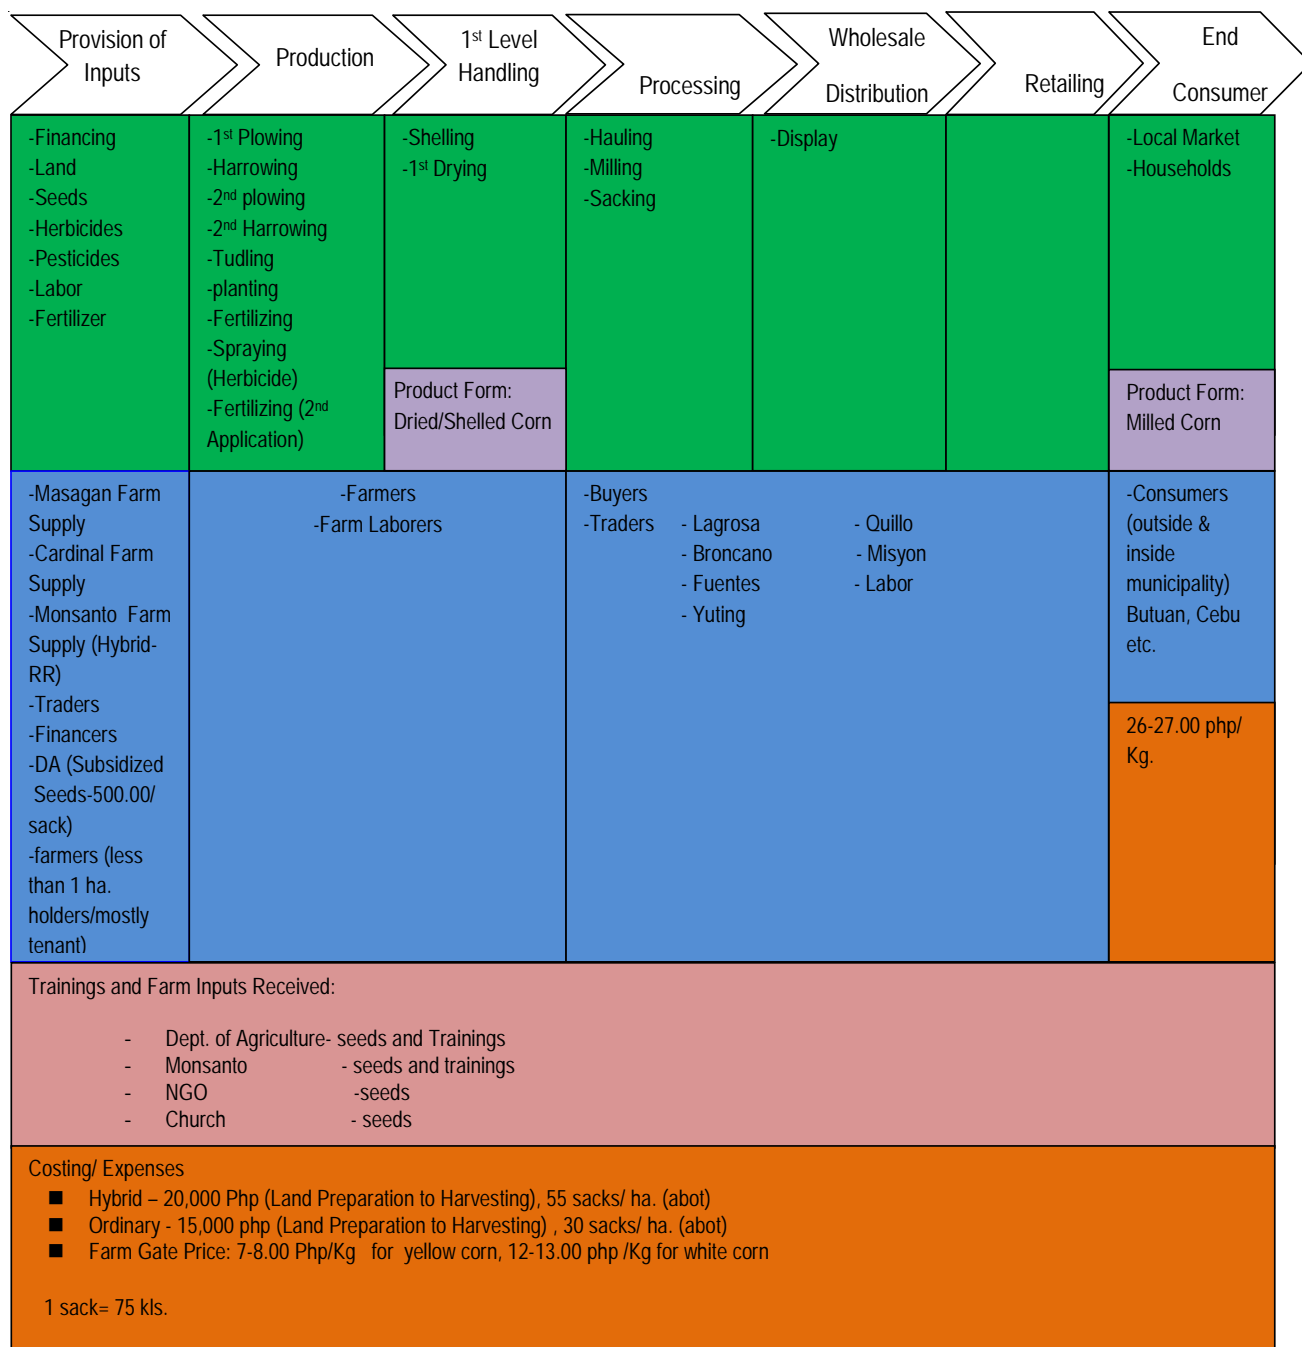 Provision of
Inputs
Production
1st Level
Handling
Processing
Wholesale
Distribution
Retailing
End
Consumer
-Financing
-Land
-Seeds
-Herbicides
-Pesticides
-Labor
-Fertilizer
-1st Plowing
-Harrowing
-2nd plowing
-2nd Harrowing
-Tudling
-planting
-Fertilizing
-Spraying
(Herbicide)
-Fertilizing (2nd
Application)
-Shelling
-1st Drying
Product Form:
Dried/Shelled Corn
-Hauling
-Milling
-Sacking
-Display
-Local Market
-Households
Product Form:
Milled Corn
-Masagan Farm
Supply
-Cardinal Farm
Supply
-Monsanto Farm
Supply (Hybrid-
RR)
-Traders
-Financers
-DA (Subsidized
Seeds-500.00/
sack)
-farmers (less
than 1 ha.
holders/mostly
tenant)
-Farmers
-Farm Laborers
-Buyers
-Traders - Lagrosa - Quillo
- Broncano - Misyon
- Fuentes - Labor
- Yuting
-Consumers
(outside &
inside
municipality)
Butuan, Cebu
etc.
26-27.00 php/
Kg.
Trainings and Farm Inputs Received:
- Dept. of Agriculture- seeds and Trainings
- Monsanto - seeds and trainings
- NGO -seeds
- Church - seeds
Costing/ Expenses
■ Hybrid – 20,000 Php (Land Preparation to Harvesting), 55 sacks/ ha. (abot)
■ Ordinary - 15,000 php (Land Preparation to Harvesting) , 30 sacks/ ha. (abot)
■ Farm Gate Price: 7-8.00 Php/Kg for yellow corn, 12-13.00 php /Kg for white corn
1 sack= 75 kls.